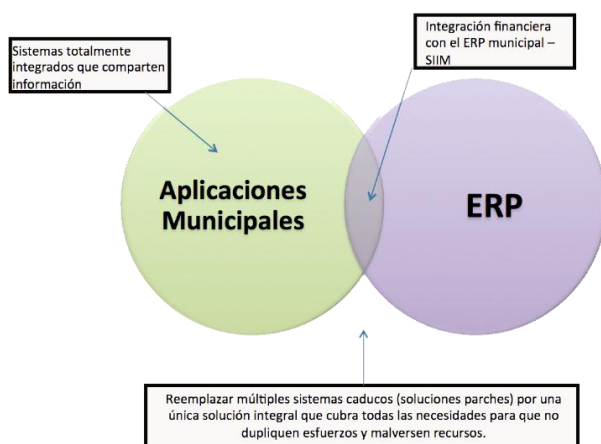 Sistemas totalmente
integrados que comparten
información
Integración financiera
con el ERP municipal –
SIIM
Aplicaciones
Municipales
ERP
Reemplazar múltiples sistemas caducos (soluciones parches) por una
única solución integral que cubra todas las necesidades para que no
dupliquen esfuerzos y malversen recursos.